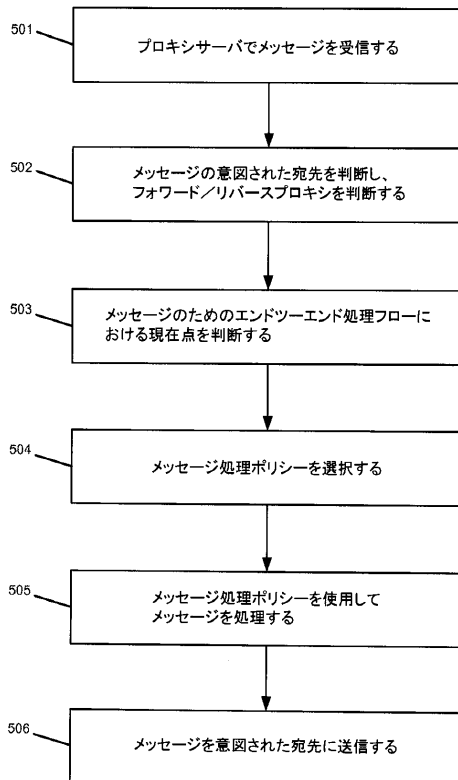 501
プロキシサーバでメッセージを受信する
502
メッセージの意図された宛先を判断し、
フォワード／リバースプロキシを判断する
503
メッセージのためのエンドツーエンド処理フローに
おける現在点を判断する
504
メッセージ処理ポリシーを選択する
505
メッセージ処理ポリシーを使用して
メッセージを処理する
506
メッセージを意図された宛先に送信する